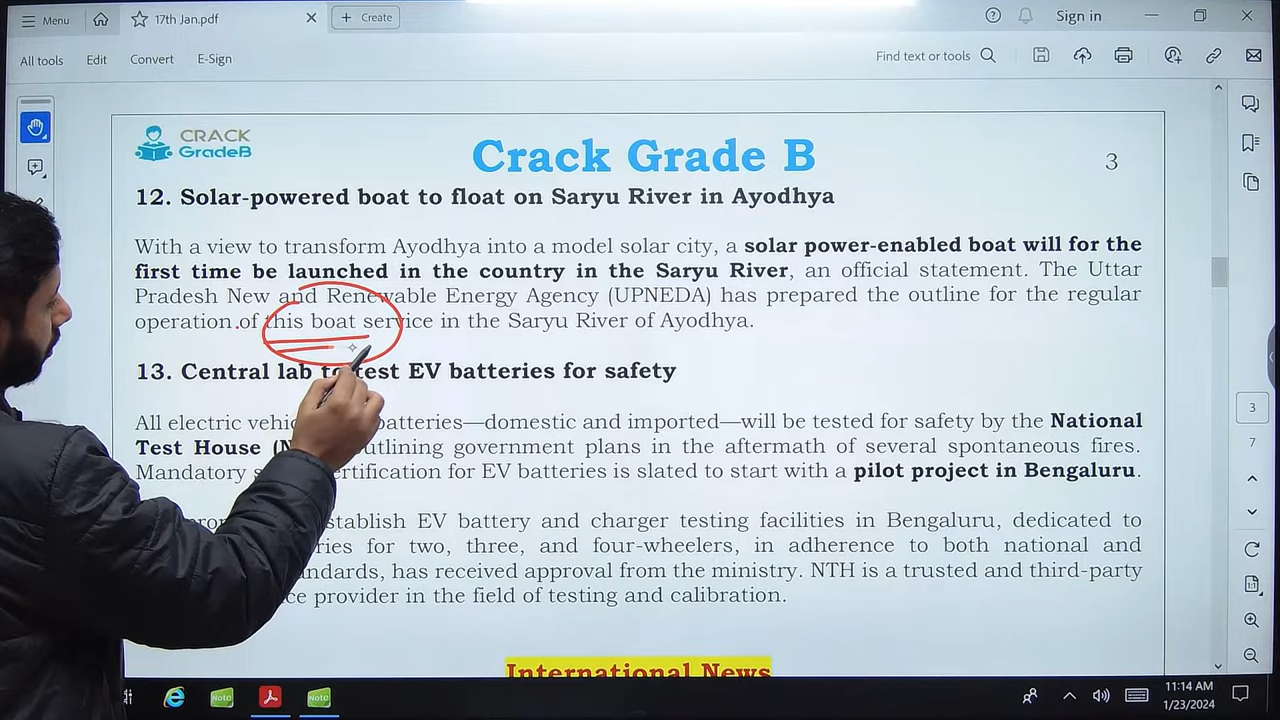 Menu
17th Jan.pdf
+ Create
Sign in
All tools
Edit
Convert
E-Sign
Find text or tools
CRACK
GradeB
Crack Grade B
3
12. Solar-powered boat to float on Saryu River in Ayodhya
With a view to transform Ayodhya into a model solar city, a solar power-enabled boat will for the
first time be launched in the country in the Saryu River, an official statement. The Uttar
Pradesh New and Renewable Energy Agency (UPNEDA) has prepared the outline for the regular
operation of this boat service in the Saryu River of Ayodhya.
13. Central lab to test EV batteries for safety
All electric batteries—domestic and imported—will be tested for safety by the National
Test House outlining government plans in the aftermath of several spontaneous fires.
Mandatory certification for EV batteries is slated to start with a pilot project in Bengaluru.
establish EV battery and charger testing facilities in Bengaluru, dedicated to
for two, three, and four-wheelers, in adherence to both national and
has received approval from the ministry. NTH is a trusted and third-party
provider in the field of testing and calibration.
International News
3
7
1:1
Note
Note
11:14 AM
1/23/2024